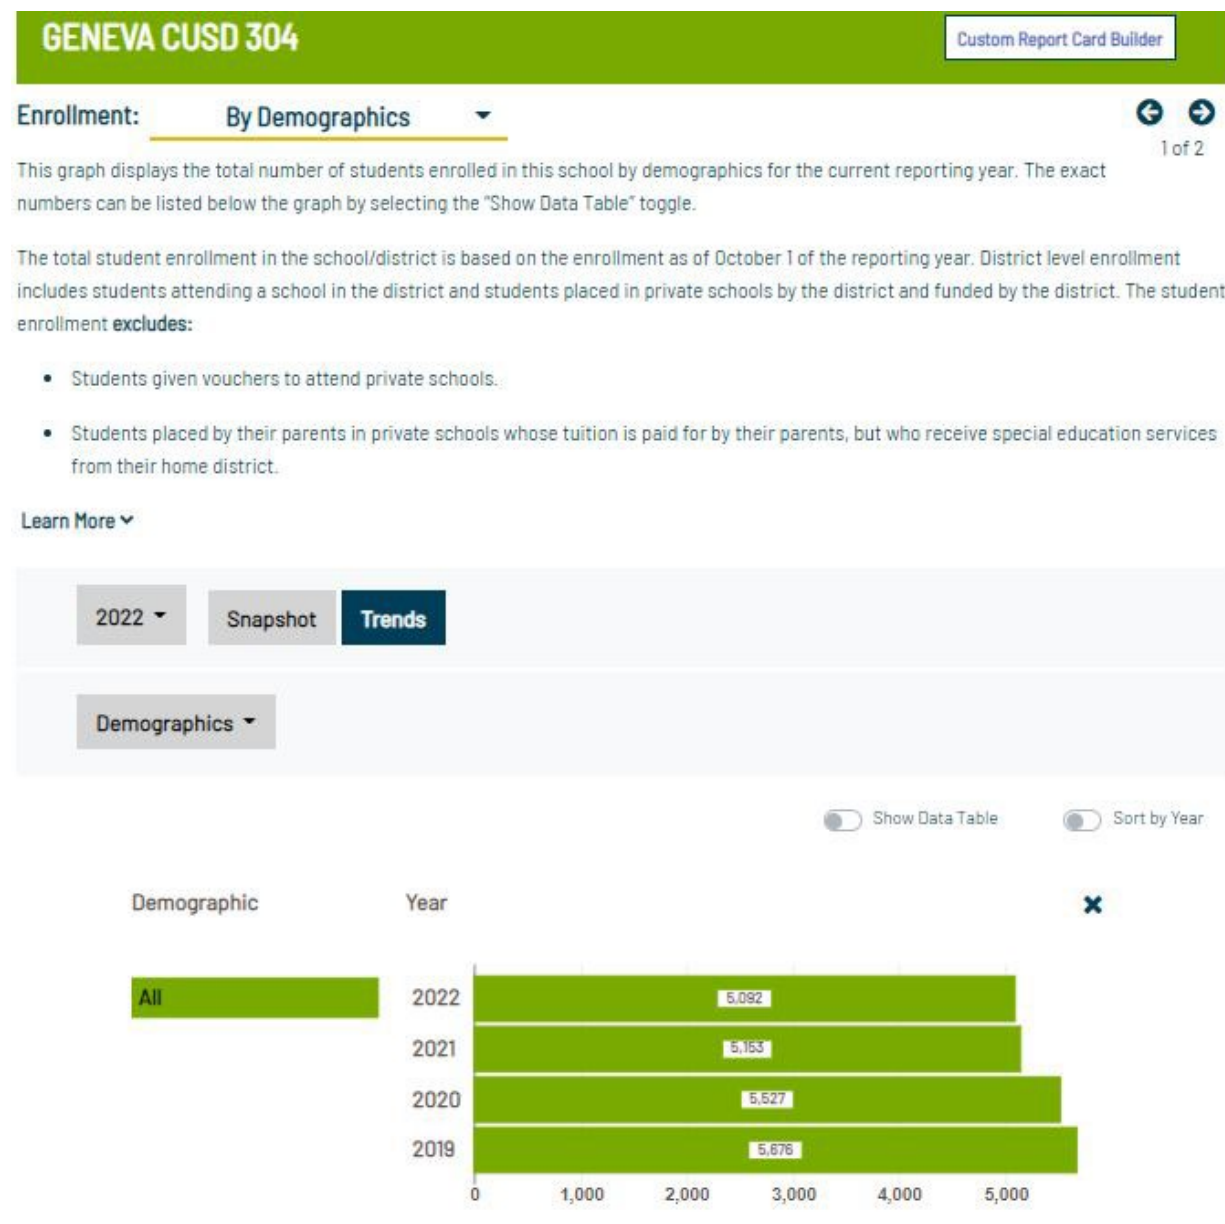 GENEVA CUSD 304
Custom Report Card Builder
Enrollment: By Demographics
1 of 2
This graph displays the total number of students enrolled in this school by demographics for the current reporting year. The exact
numbers can be listed below the graph by selecting the "Show Data Table" toggle.
The total student enrollment in the school/district is based on the enrollment as of October 1 of the reporting year. District level enrollment
includes students attending a school in the district and students placed in private schools by the district and funded by the district. The student
enrollment excludes:
• Students given vouchers to attend private schools.
• Students placed by their parents in private schools whose tuition is paid for by their parents, but who receive special education services
from their home district.
Learn More
2022 Snapshot Trends
Demographics
Show Data Table Sort by Year
Demographic Year
All 2022 5,092
2021 5,153
2020 5,527
2019 5,676
0 1,000 2,000 3,000 4,000 5,000